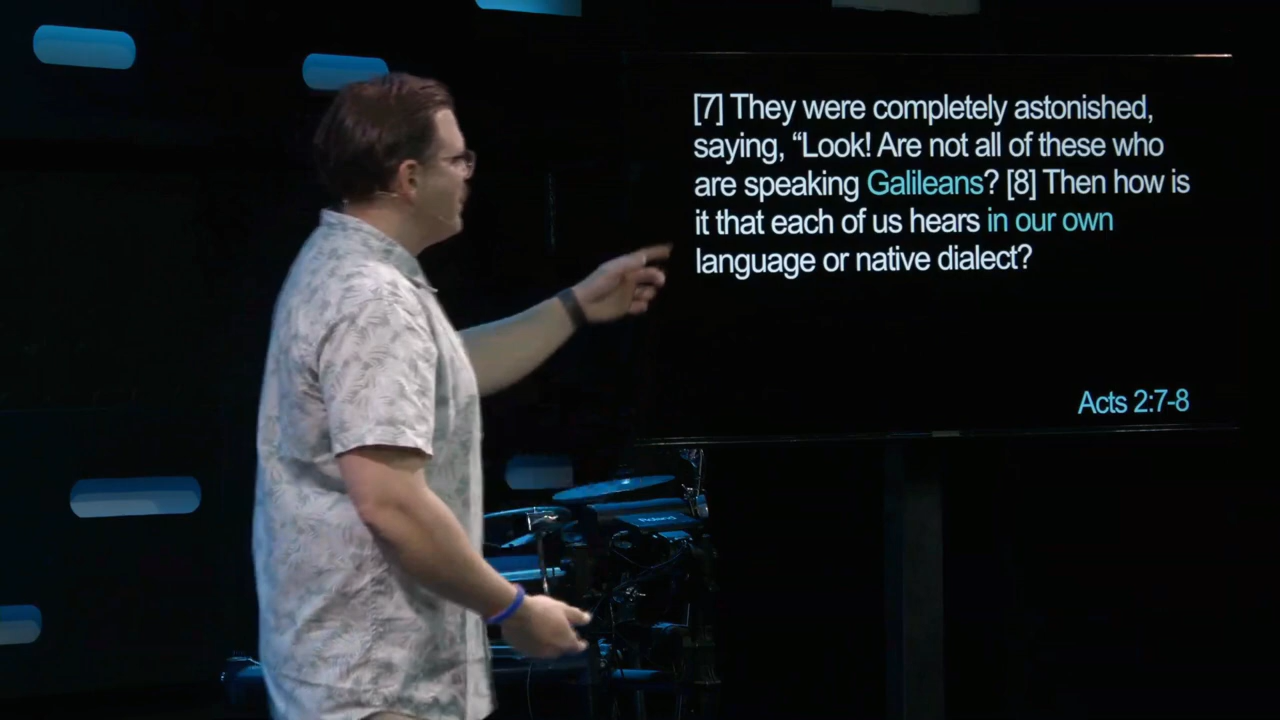 [7] They were completely astonished,
saying, “Look! Are not all of these who
are speaking Galileans? [8] Then how is
it that each of us hears in our own
language or native dialect?
Acts 2:7-8
Roland